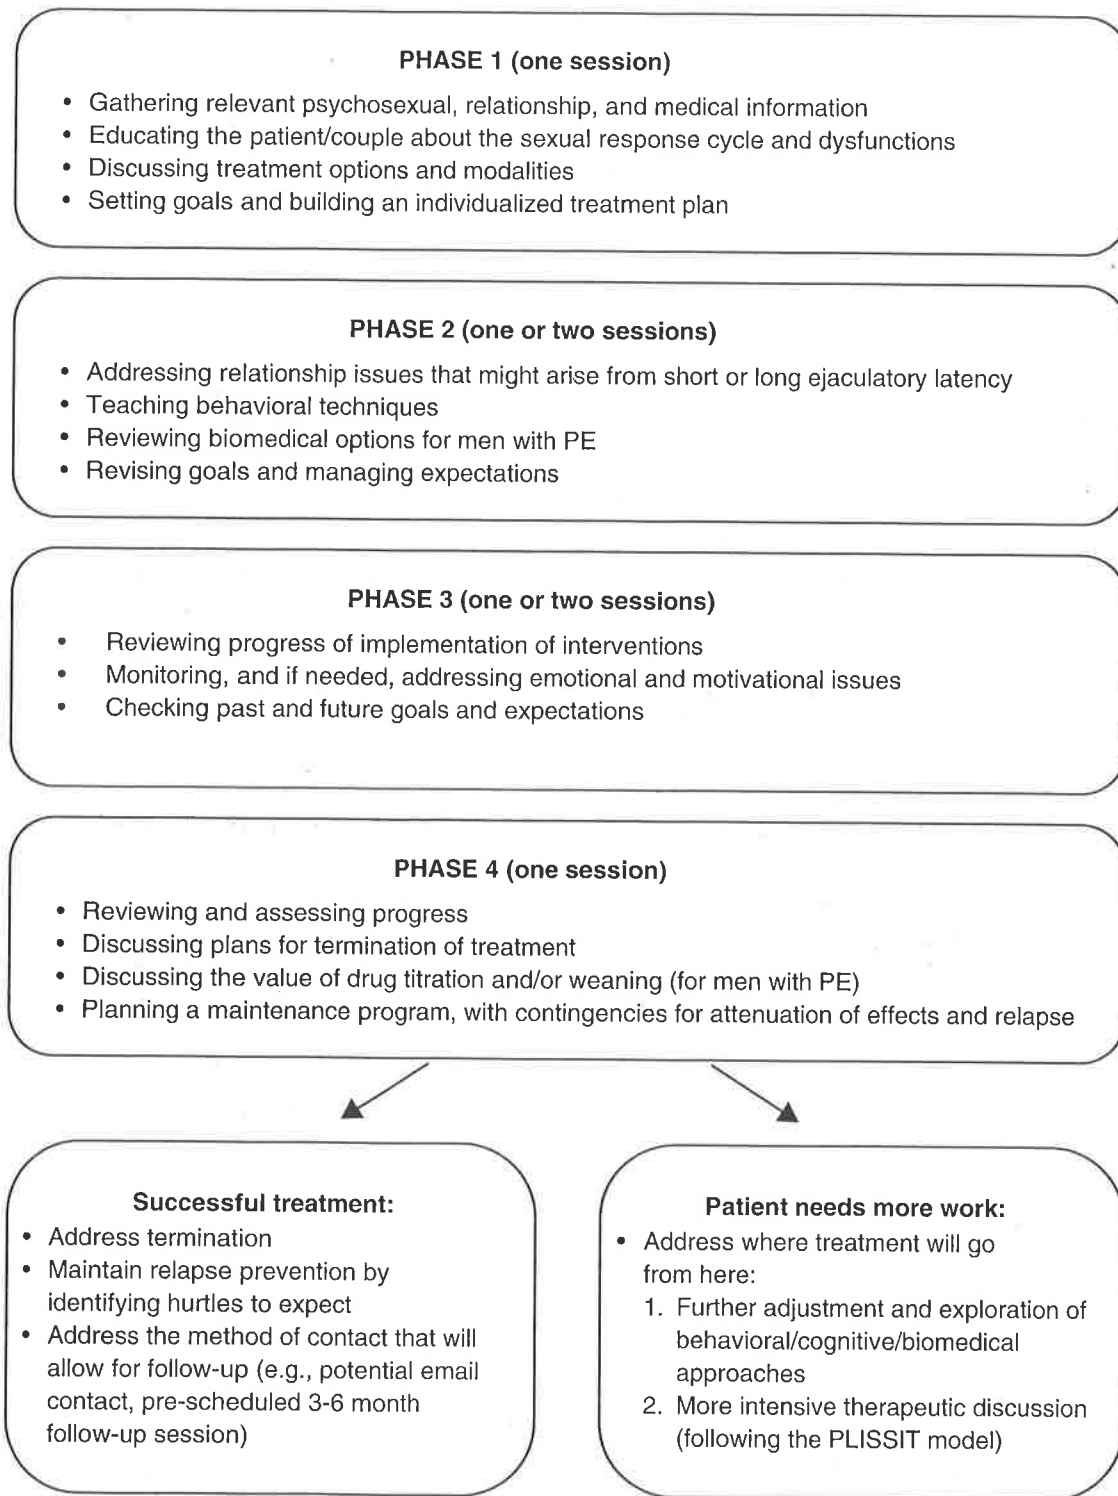 PHASE 1 (one session)
• Gathering relevant psychosexual, relationship, and medical information
• Educating the patient/couple about the sexual response cycle and dysfunctions
• Discussing treatment options and modalities
• Setting goals and building an individualized treatment plan
PHASE 2 (one or two sessions)
• Addressing relationship issues that might arise from short or long ejaculatory latency
• Teaching behavioral techniques
• Reviewing biomedical options for men with PE
• Revising goals and managing expectations
PHASE 3 (one or two sessions)
• Reviewing progress of implementation of interventions
• Monitoring, and if needed, addressing emotional and motivational issues
• Checking past and future goals and expectations
PHASE 4 (one session)
• Reviewing and assessing progress
• Discussing plans for termination of treatment
• Discussing the value of drug titration and/or weaning (for men with PE)
• Planning a maintenance program, with contingencies for attenuation of effects and relapse
Successful treatment:
• Address termination
• Maintain relapse prevention by
identifying hurtles to expect
• Address the method of contact that will
allow for follow-up (e.g., potential email
contact, pre-scheduled 3-6 month
follow-up session)
Patient needs more work:
• Address where treatment will go
from here:
1. Further adjustment and exploration of
behavioral/cognitive/biomedical
approaches
2. More intensive therapeutic discussion
(following the PLISSIT model)